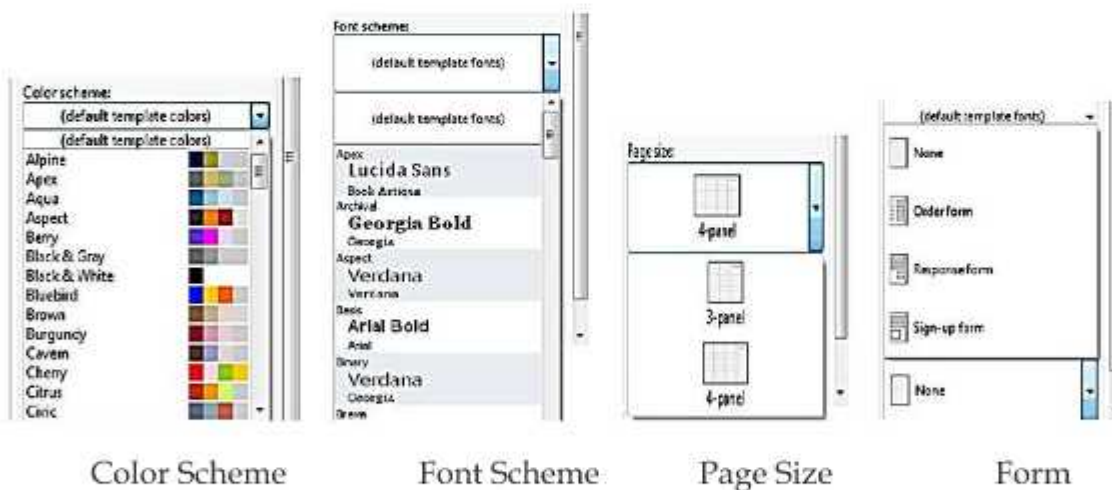 Color scheme:
(default template colors)
(default template colors)
Alpine
Apex
Aqua
Aspect
Berry
Black & Gray
Black & White
Bluebird
Brown
Burgundy
Cavern
Cherry
Citrus
Civic
Font scheme:
(default template fonts)
(default template fonts)
Apex
Lucida Sans
Book Antiqua
Archival
Georgia Bold
Georgia
Aspect
Verdana
Verdana
Basic
Arial Bold
Arial
Binary
Verdana
Georgia
Page size:
4-panel
3-panel
4-panel
(default template fonts)
None
Order form
Response form
Sign-up form
None
Color Scheme
Font Scheme
Page Size
Form